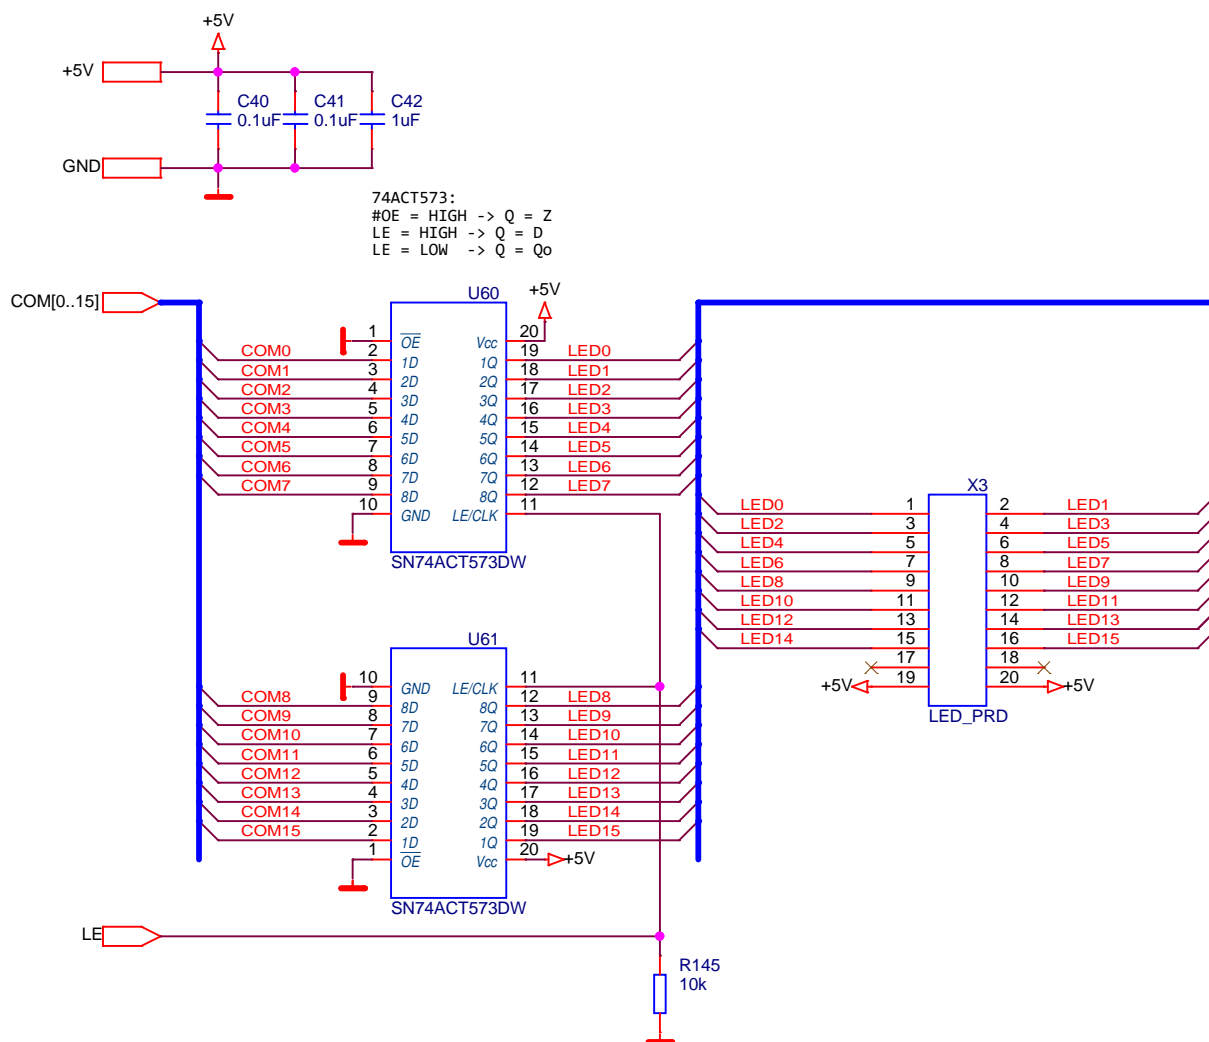 +5V
+5V
C40
0.1uF
C41
0.1uF
C42
1uF
GND
74ACT573:
#OE = HIGH -> Q = Z
LE = HIGH -> Q = D
LE = LOW  -> Q = Qo
COM[0..15]
U60
+5V
1 OE Vcc 20
COM0 2 1D 1Q 19 LED0
COM1 3 2D 2Q 18 LED1
COM2 4 3D 3Q 17 LED2
COM3 5 4D 4Q 16 LED3
COM4 6 5D 5Q 15 LED4
COM5 7 6D 6Q 14 LED5
COM6 8 7D 7Q 13 LED6
COM7 9 8D 8Q 12 LED7
10 GND LE/CLK 11
SN74ACT573DW
X3
LED0 1 2 LED1
LED2 3 4 LED3
LED4 5 6 LED5
LED6 7 8 LED7
LED8 9 10 LED9
LED10 11 12 LED11
LED12 13 14 LED13
LED14 15 16 LED15
17 18
+5V 19 20 +5V
LED_PRD
U61
10 GND LE/CLK 11
COM8 9 8D 8Q 12 LED8
COM9 8 7D 7Q 13 LED9
COM10 7 6D 6Q 14 LED10
COM11 6 5D 5Q 15 LED11
COM12 5 4D 4Q 16 LED12
COM13 4 3D 3Q 17 LED13
COM14 3 2D 2Q 18 LED14
COM15 2 1D 1Q 19 LED15
1 OE Vcc 20 +5V
SN74ACT573DW
LE
R145
10k